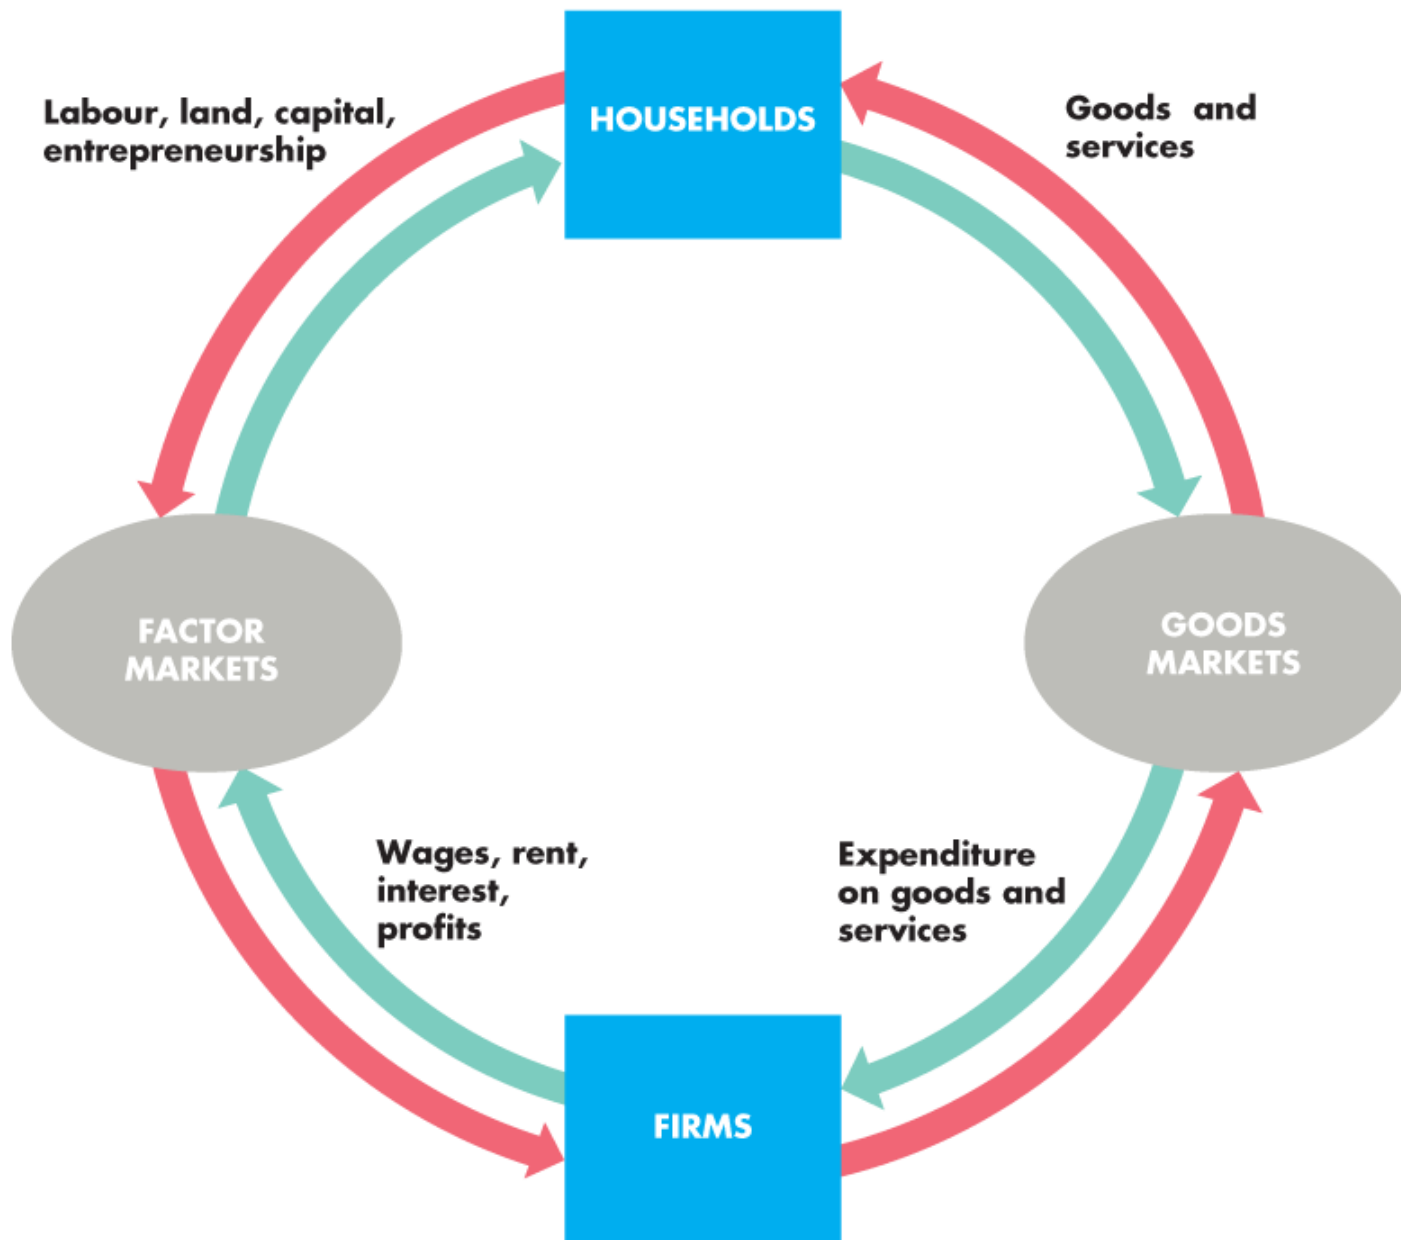 HOUSEHOLDS
Labour, land, capital,
entrepreneurship
Goods and
services
FACTOR
MARKETS
GOODS
MARKETS
Wages, rent,
interest,
profits
Expenditure
on goods and
services
FIRMS